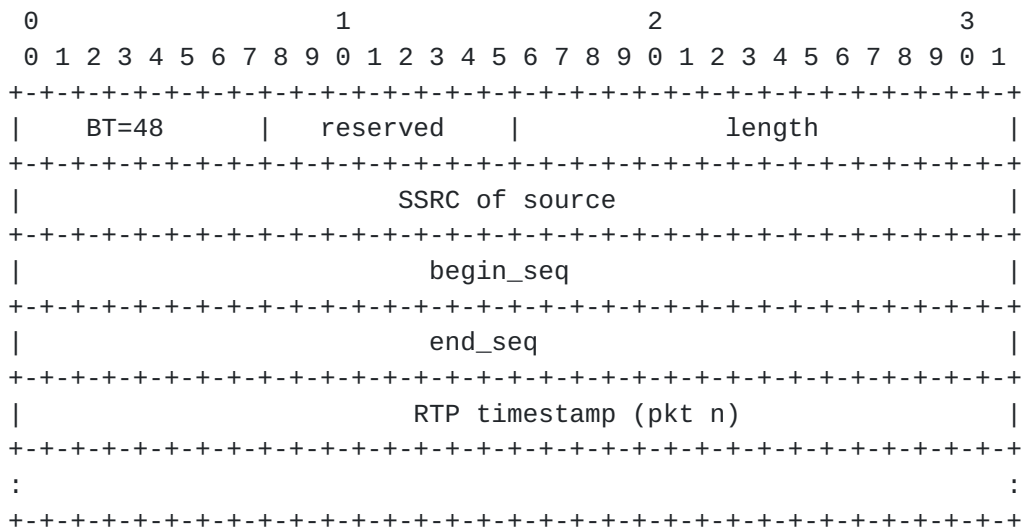 0                   1                   2                   3
 0 1 2 3 4 5 6 7 8 9 0 1 2 3 4 5 6 7 8 9 0 1 2 3 4 5 6 7 8 9 0 1
+-+-+-+-+-+-+-+-+-+-+-+-+-+-+-+-+-+-+-+-+-+-+-+-+-+-+-+-+-+-+-+-+
|    BT=48      |   reserved    |             length            |
+-+-+-+-+-+-+-+-+-+-+-+-+-+-+-+-+-+-+-+-+-+-+-+-+-+-+-+-+-+-+-+-+
|                        SSRC of source                         |
+-+-+-+-+-+-+-+-+-+-+-+-+-+-+-+-+-+-+-+-+-+-+-+-+-+-+-+-+-+-+-+-+
|                          begin_seq                            |
+-+-+-+-+-+-+-+-+-+-+-+-+-+-+-+-+-+-+-+-+-+-+-+-+-+-+-+-+-+-+-+-+
|                          end_seq                              |
+-+-+-+-+-+-+-+-+-+-+-+-+-+-+-+-+-+-+-+-+-+-+-+-+-+-+-+-+-+-+-+-+
|                         RTP timestamp (pkt n)                 |
+-+-+-+-+-+-+-+-+-+-+-+-+-+-+-+-+-+-+-+-+-+-+-+-+-+-+-+-+-+-+-+-+
:                                                               :
+-+-+-+-+-+-+-+-+-+-+-+-+-+-+-+-+-+-+-+-+-+-+-+-+-+-+-+-+-+-+-+-+